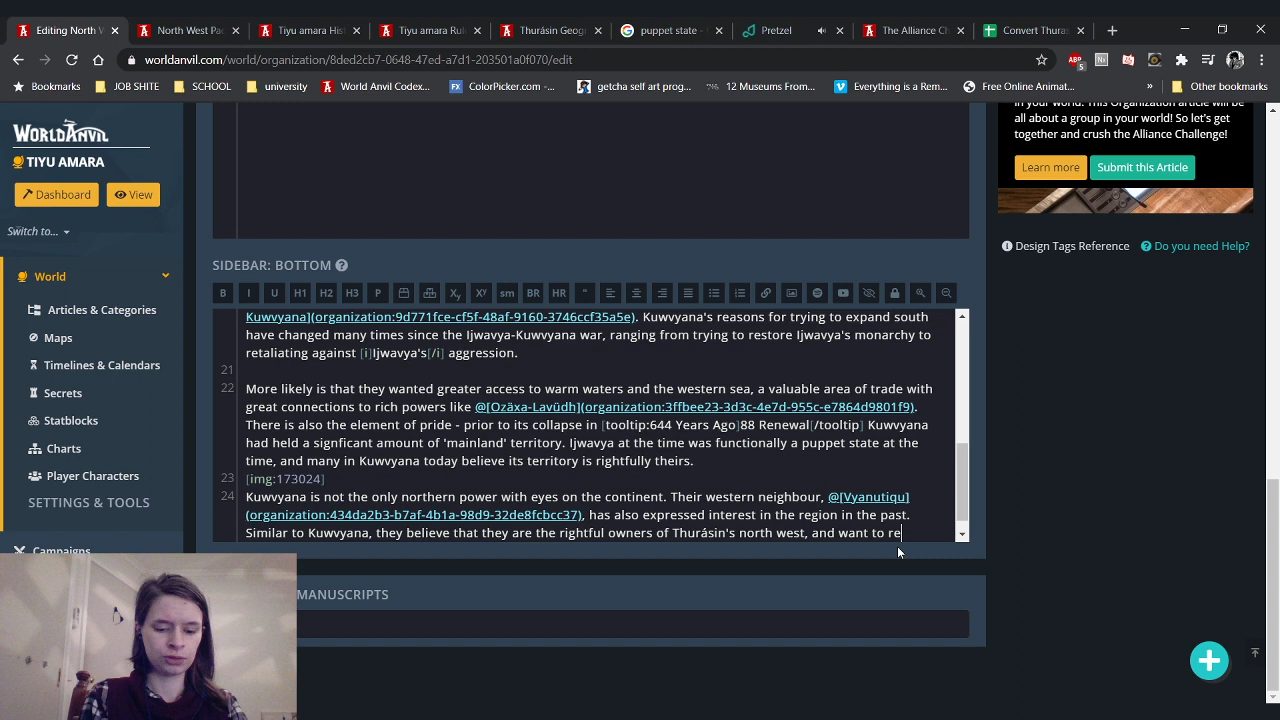 Editing North W
North West Pac
Tiyu amara His
Tiyu amara Rul
Thurásin Geog
puppet state - G
Pretzel
The Alliance Ch
Convert Thuras
worldanvil.com/world/organization/8ded2cb7-0648-47ed-a7d1-203501a0f070/edit
Bookmarks
JOB SHITE
SCHOOL
university
World Anvil Codex...
ColorPicker.com -...
getcha self art prog...
12 Museums From...
Everything is a Rem...
Free Online Animat...
»
Other bookmarks
WORLDANVIL
TIYU AMARA
Dashboard
View
Switch to...
World
Articles & Categories
Maps
Timelines & Calendars
Secrets
Statblocks
Charts
Player Characters
SETTINGS & TOOLS
Campaigns
SIDEBAR: BOTTOM
B I U H1 H2 H3 P Xy XY sm BR HR "
Kuwvyana](organization:9d771fce-cf5f-48af-9160-3746ccf35a5e). Kuwvyana's reasons for trying to expand south
have changed many times since the Ijwavya-Kuwvyana war, ranging from trying to restore Ijwavya's monarchy to
retaliating against [i]Ijwavya's[/i] aggression.
21
22 More likely is that they wanted greater access to warm waters and the western sea, a valuable area of trade with
great connections to rich powers like @[Ozäxa-Lavüdh](organization:3ffbee23-3d3c-4e7d-955c-e7864d9801f9).
There is also the element of pride - prior to its collapse in [tooltip:644 Years Ago]88 Renewal[/tooltip] Kuwvyana
had held a signficant amount of 'mainland' territory. Ijwavya at the time was functionally a puppet state at the
time, and many in Kuwvyana today believe its territory is rightfully theirs.
23 [img:173024]
24 Kuwvyana is not the only northern power with eyes on the continent. Their western neighbour, @[Vyanutiqu]
(organization:434da2b3-b7af-4b1a-98d9-32de8fcbcc37), has also expressed interest in the region in the past.
Similar to Kuwvyana, they believe that they are the rightful owners of Thurásin's north west, and want to re
MANUSCRIPTS
in your world! This Organization article will be
all about a group in your world! So let's get
together and crush the Alliance Challenge!
Learn more
Submit this Article
Design Tags Reference
Do you need Help?